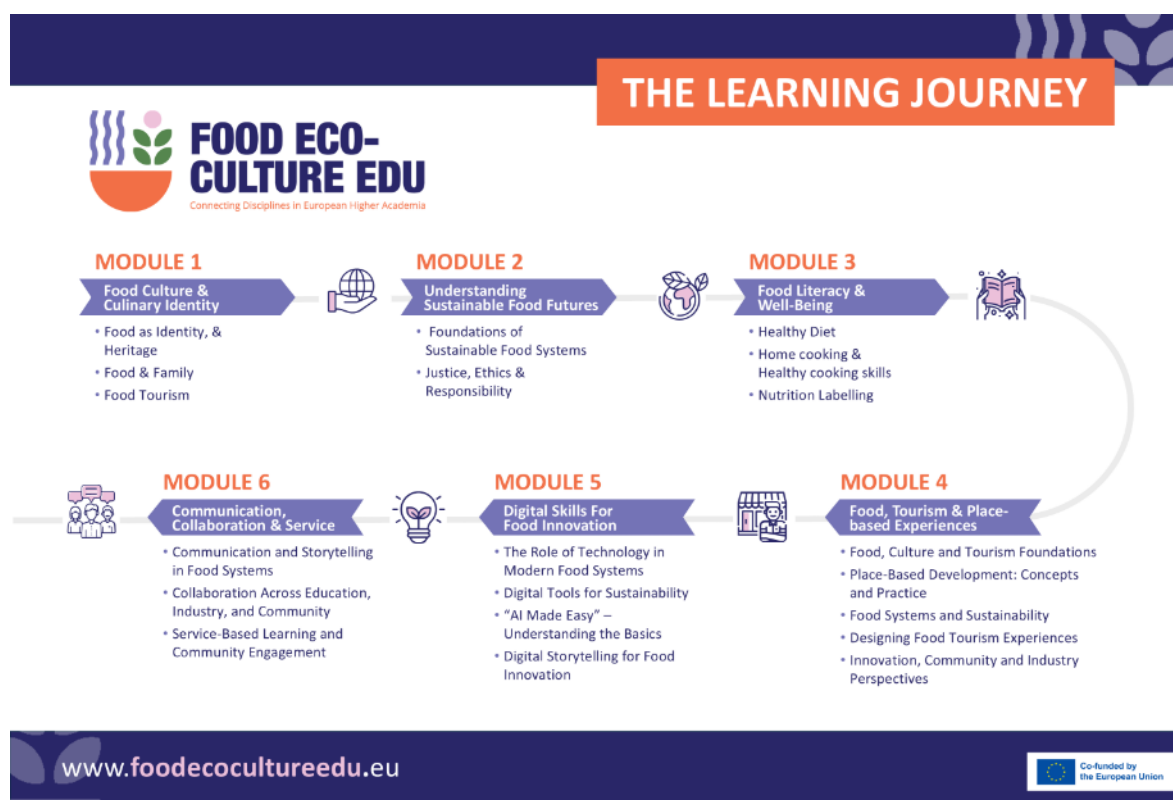 THE LEARNING JOURNEY
FOOD ECO-
CULTURE EDU
Connecting Disciplines in European Higher Academia
MODULE 1
Food Culture &
Culinary Identity
• Food as Identity, &
Heritage
• Food & Family
• Food Tourism
MODULE 2
Understanding
Sustainable Food Futures
• Foundations of
Sustainable Food Systems
• Justice, Ethics &
Responsibility
MODULE 3
Food Literacy &
Well-Being
• Healthy Diet
• Home cooking &
Healthy cooking skills
• Nutrition Labelling
MODULE 4
Food, Tourism & Place-
based Experiences
• Food, Culture and Tourism Foundations
• Place-Based Development: Concepts
and Practice
• Food Systems and Sustainability
• Designing Food Tourism Experiences
• Innovation, Community and Industry
Perspectives
MODULE 5
Digital Skills For
Food Innovation
• The Role of Technology in
Modern Food Systems
• Digital Tools for Sustainability
• “AI Made Easy” –
Understanding the Basics
• Digital Storytelling for Food
Innovation
MODULE 6
Communication,
Collaboration & Service
• Communication and Storytelling
in Food Systems
• Collaboration Across Education,
Industry, and Community
• Service-Based Learning and
Community Engagement
www.foodecocultureedu.eu
Co-funded by
the European Union